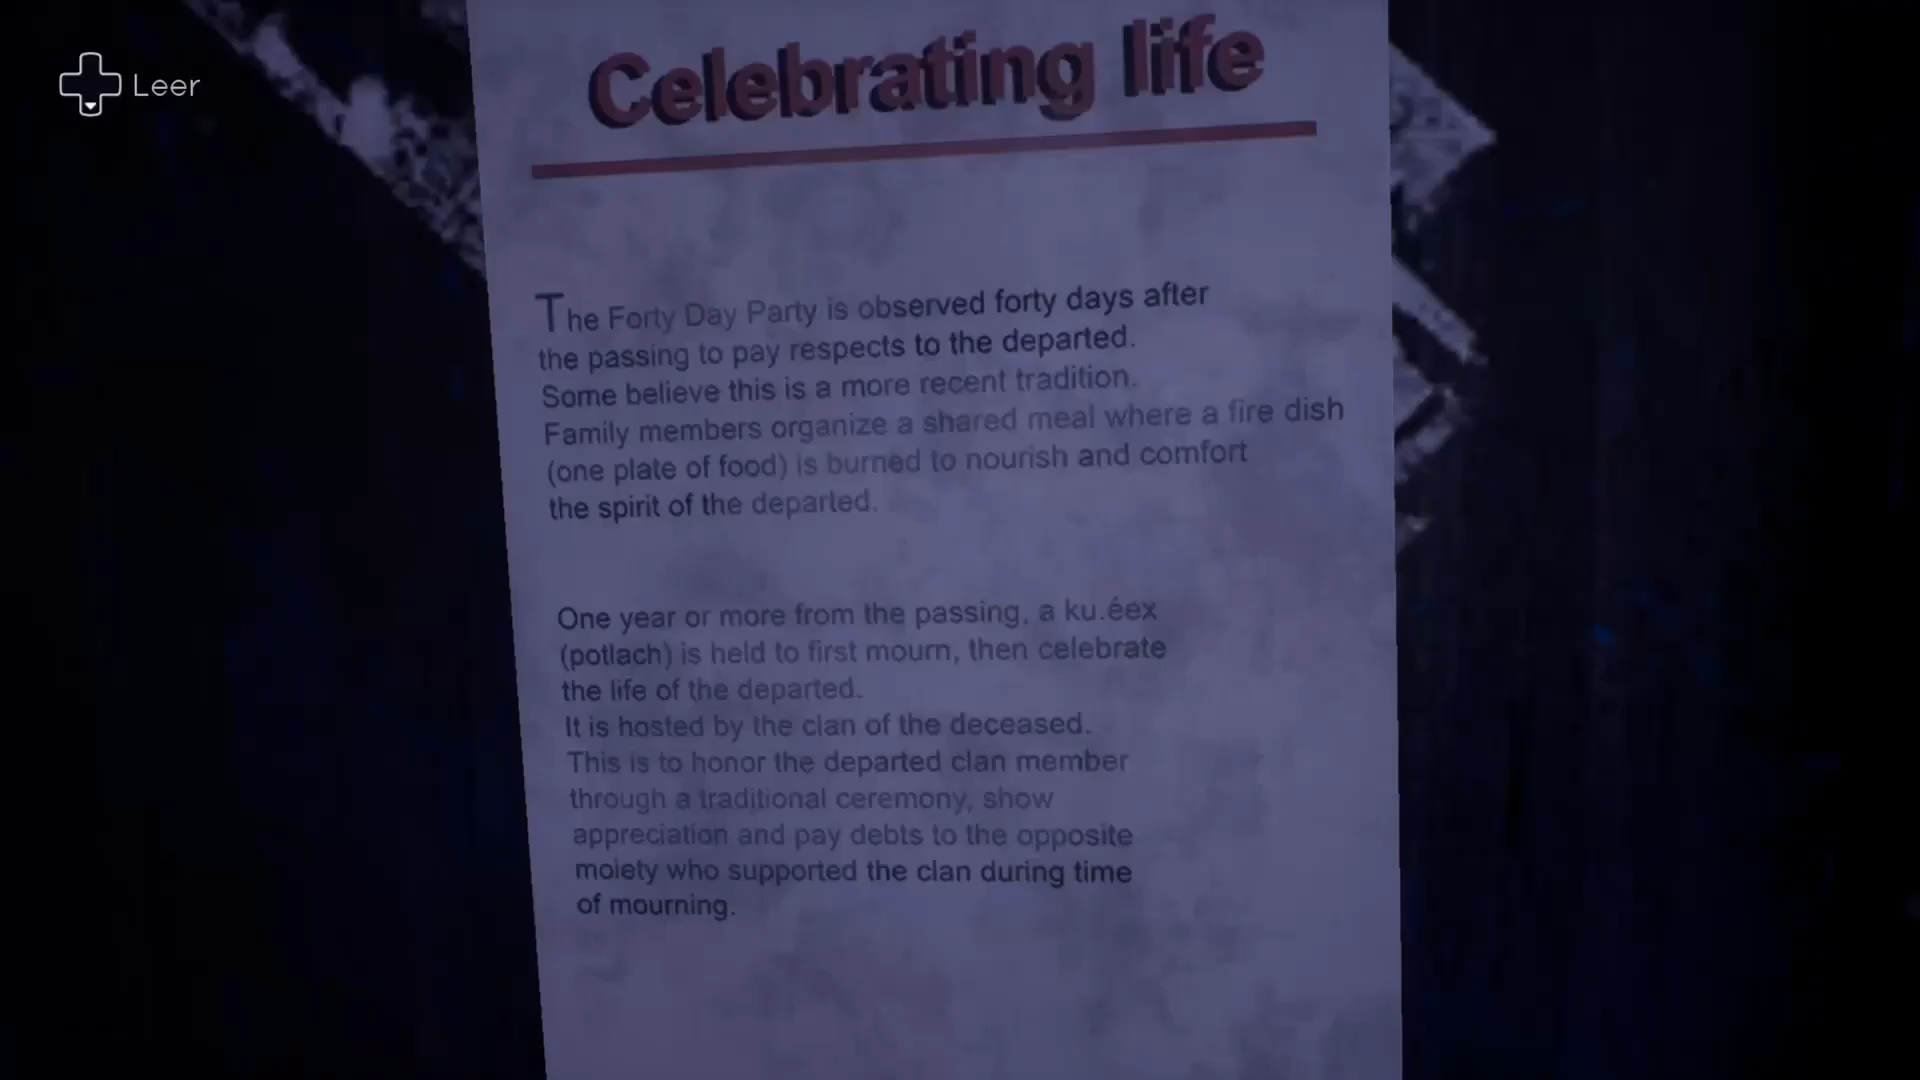 Leer
Celebrating life
The Forty Day Party is observed forty days after
the passing to pay respects to the departed.
Some believe this is a more recent tradition.
Family members organize a shared meal where a fire dish
(one plate of food) is burned to nourish and comfort
the spirit of the departed.
One year or more from the passing, a ku.éex
(potlach) is held to first mourn, then celebrate
the life of the departed.
It is hosted by the clan of the deceased.
This is to honor the departed clan member
through a traditional ceremony, show
appreciation and pay debts to the opposite
moiety who supported the clan during time
of mourning.